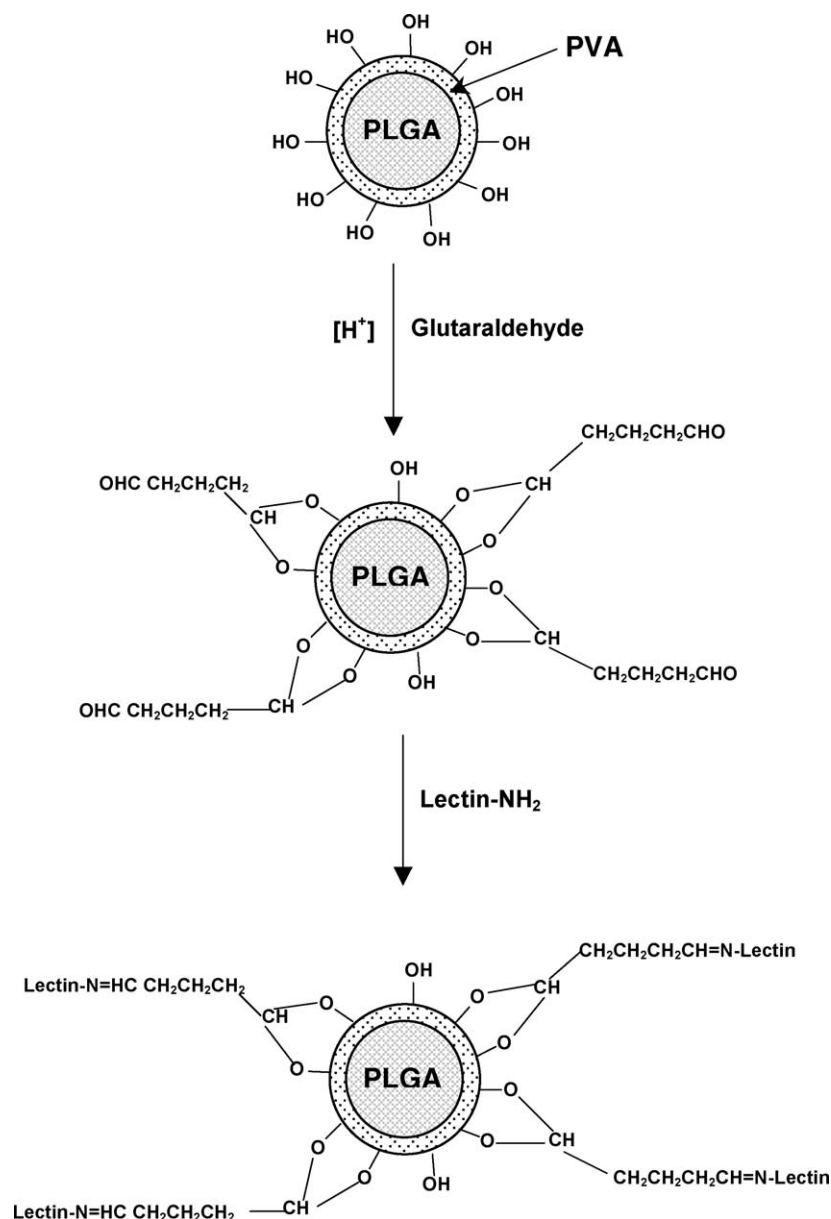 OH
HO
OH
PVA
HO
OH
PLGA
HO
OH
HO
OH
HO
OH
[H⁺] Glutaraldehyde
CH₂CH₂CH₂CHO
OH
OHC CH₂CH₂CH₂
O
O
CH
CH
O
O
PLGA
O
O
O
CH
O
OH
CH₂CH₂CH₂CHO
OHC CH₂CH₂CH₂
CH
Lectin-NH₂
CH₂CH₂CH₂CH=N-Lectin
OH
Lectin-N=HC CH₂CH₂CH₂
O
O
CH
CH
O
O
PLGA
O
O
O
CH
O
OH
CH₂CH₂CH₂CH=N-Lectin
Lectin-N=HC CH₂CH₂CH₂
CH